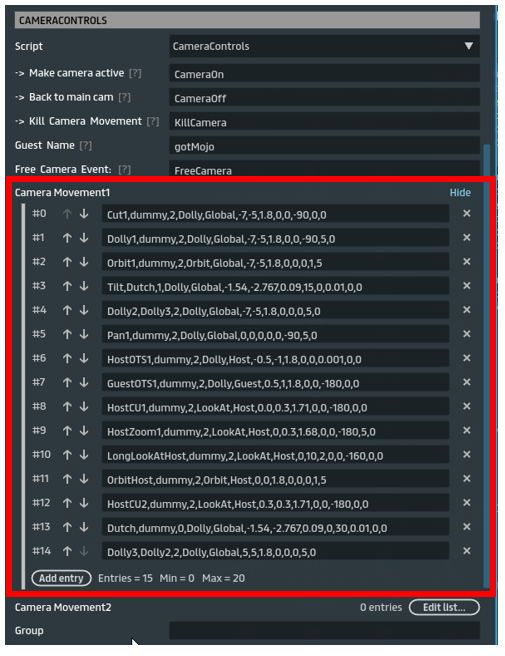 CAMERACONTROLS
Script CameraControls ▼
-> Make camera active [?] CameraOn
-> Back to main cam [?] CameraOff
-> Kill Camera Movement [?] KillCamera
Guest Name [?] gotMojo
Free Camera Event: [?] FreeCamera
Camera Movement1 Hide
#0 ↑ ↓ Cut1,dummy,2,Dolly,Global,-7,-5,1.8,0,0,-90,0,0 ×
#1 ↑ ↓ Dolly1,dummy,2,Dolly,Global,-7,-5,1.8,0,0,-90,5,0 ×
#2 ↑ ↓ Orbit1,dummy,2,Orbit,Global,-7,-5,1.8,0,0,0,1,5 ×
#3 ↑ ↓ Tilt,Dutch,1,Dolly,Global,-1.54,-2.767,0.09,15,0,0.01,0,0 ×
#4 ↑ ↓ Dolly2,Dolly3,2,Dolly,Global,-7,-5,1.8,0,0,0,5,0 ×
#5 ↑ ↓ Pan1,dummy,2,Dolly,Global,0,0,0,0,0,-90,5,0 ×
#6 ↑ ↓ HostOTS1,dummy,2,Dolly,Host,-0.5,-1,1.8,0,0,0.001,0,0 ×
#7 ↑ ↓ GuestOTS1,dummy,2,Dolly,Guest,0.5,1,1.8,0,0,-180,0,0 ×
#8 ↑ ↓ HostCU1,dummy,2,LookAt,Host,0.0,0.3,1.71,0,0,-180,0,0 ×
#9 ↑ ↓ HostZoom1,dummy,2,LookAt,Host,0,0.3,1.68,0,0,-180,5,0 ×
#10 ↑ ↓ LongLookAtHost,dummy,2,LookAt,Host,0,10,2,0,0,-160,0,0 ×
#11 ↑ ↓ OrbitHost,dummy,2,Orbit,Host,0,0,1.8,0,0,0,1,5 ×
#12 ↑ ↓ HostCU2,dummy,2,LookAt,Host,0.3,0.3,1.71,0,0,-180,0,0 ×
#13 ↑ ↓ Dutch,dummy,0,Dolly,Global,-1.54,-2.767,0.09,0,30,0.01,0,0 ×
#14 ↑ ↓ Dolly3,Dolly2,2,Dolly,Global,5,5,1.8,0,0,0,5,0 ×
Add entry Entries = 15 Min = 0 Max = 20
Camera Movement2 0 entries Edit list...
Group